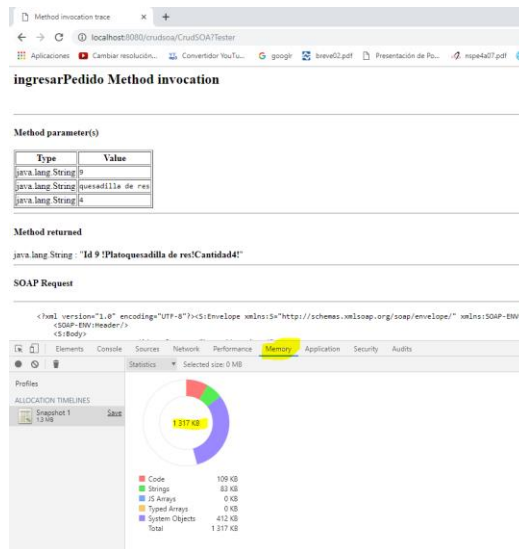 Method invocation trace
localhost:8080/crudsoa/CrudSOA?Tester
Aplicaciones Cambiar resolución... Convertidor YouTu... googlr breve02.pdf Presentación de Po... nspe4a07.pdf
ingresarPedido Method invocation
Method parameter(s)
Type Value
java.lang.String 9
java.lang.String quesadilla de res
java.lang.String 4
Method returned
java.lang.String : "Id 9 !Platoquesadilla de res!Cantidad4!"
SOAP Request
<?xml version="1.0" encoding="UTF-8"?><S:Envelope xmlns:S="http://schemas.xmlsoap.org/soap/envelope/" xmlns:SOAP-ENV
<SOAP-ENV:Header/>
<S:Body>
Elements Console Sources Network Performance Memory Application Security Audits
Statistics Selected size: 0 MB
Profiles
ALLOCATION TIMELINES
Snapshot 1 Save
1.3 MB
1 317 KB
Code 109 KB
Strings 83 KB
JS Arrays 0 KB
Typed Arrays 0 KB
System Objects 412 KB
Total 1 317 KB